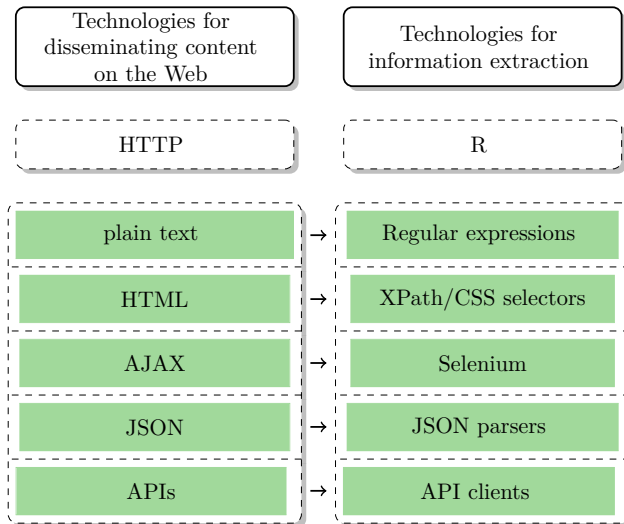 Technologies for
disseminating content
on the Web
Technologies for
information extraction
HTTP
R
plain text → Regular expressions
HTML → XPath/CSS selectors
AJAX → Selenium
JSON → JSON parsers
APIs → API clients